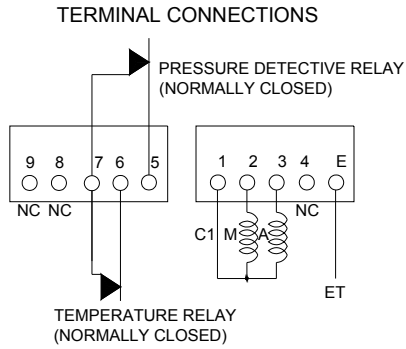 TERMINAL CONNECTIONS
PRESSURE DETECTIVE RELAY
(NORMALLY CLOSED)
9 8 7 6 5
1 2 3 4 E
NC NC
NC
C1 M A
ET
TEMPERATURE RELAY
(NORMALLY CLOSED)